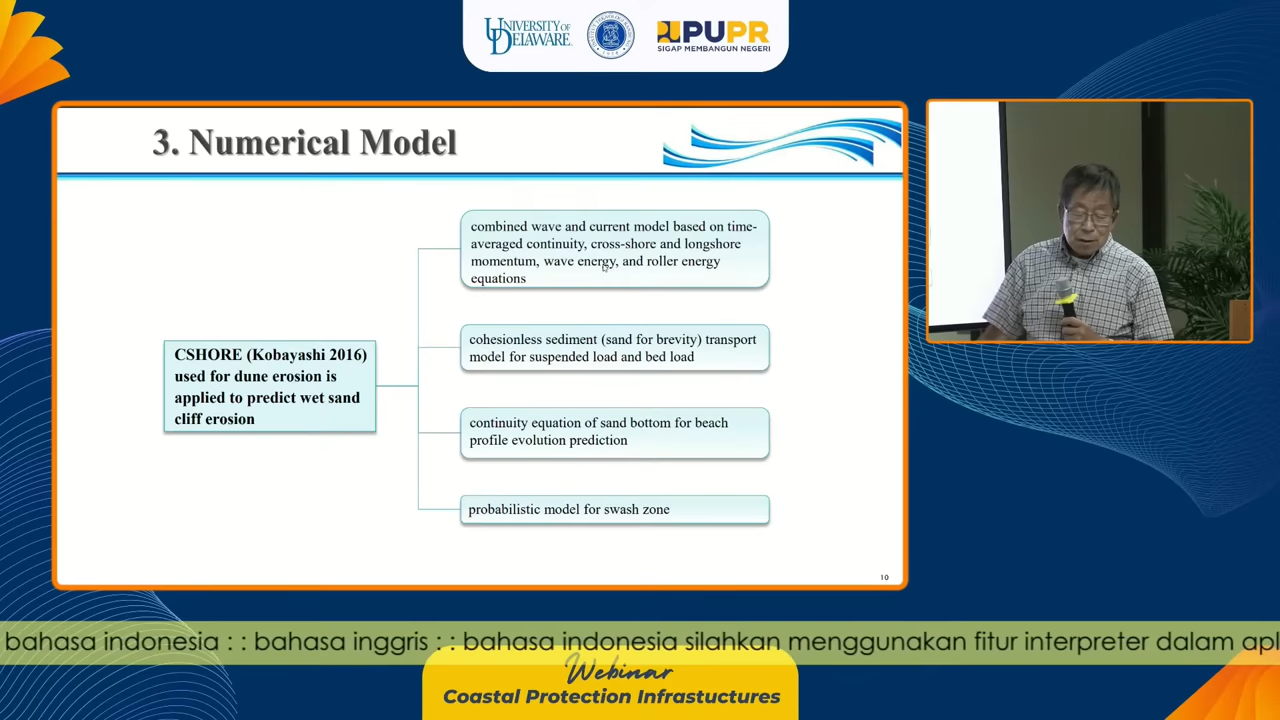 UNIVERSITY OF
DELAWARE
PUPR
SIGAP MEMBANGUN NEGERI
3. Numerical Model
combined wave and current model based on time-
averaged continuity, cross-shore and longshore
momentum, wave energy, and roller energy
equations
cohesionless sediment (sand for brevity) transport
model for suspended load and bed load
CSHORE (Kobayashi 2016)
used for dune erosion is
applied to predict wet sand
cliff erosion
continuity equation of sand bottom for beach
profile evolution prediction
probabilistic model for swash zone
10
bahasa indonesia : : bahasa inggris : : bahasa indonesia silahkan menggunakan fitur interpreter dalam apl
Webinar
Coastal Protection Infrastuctures